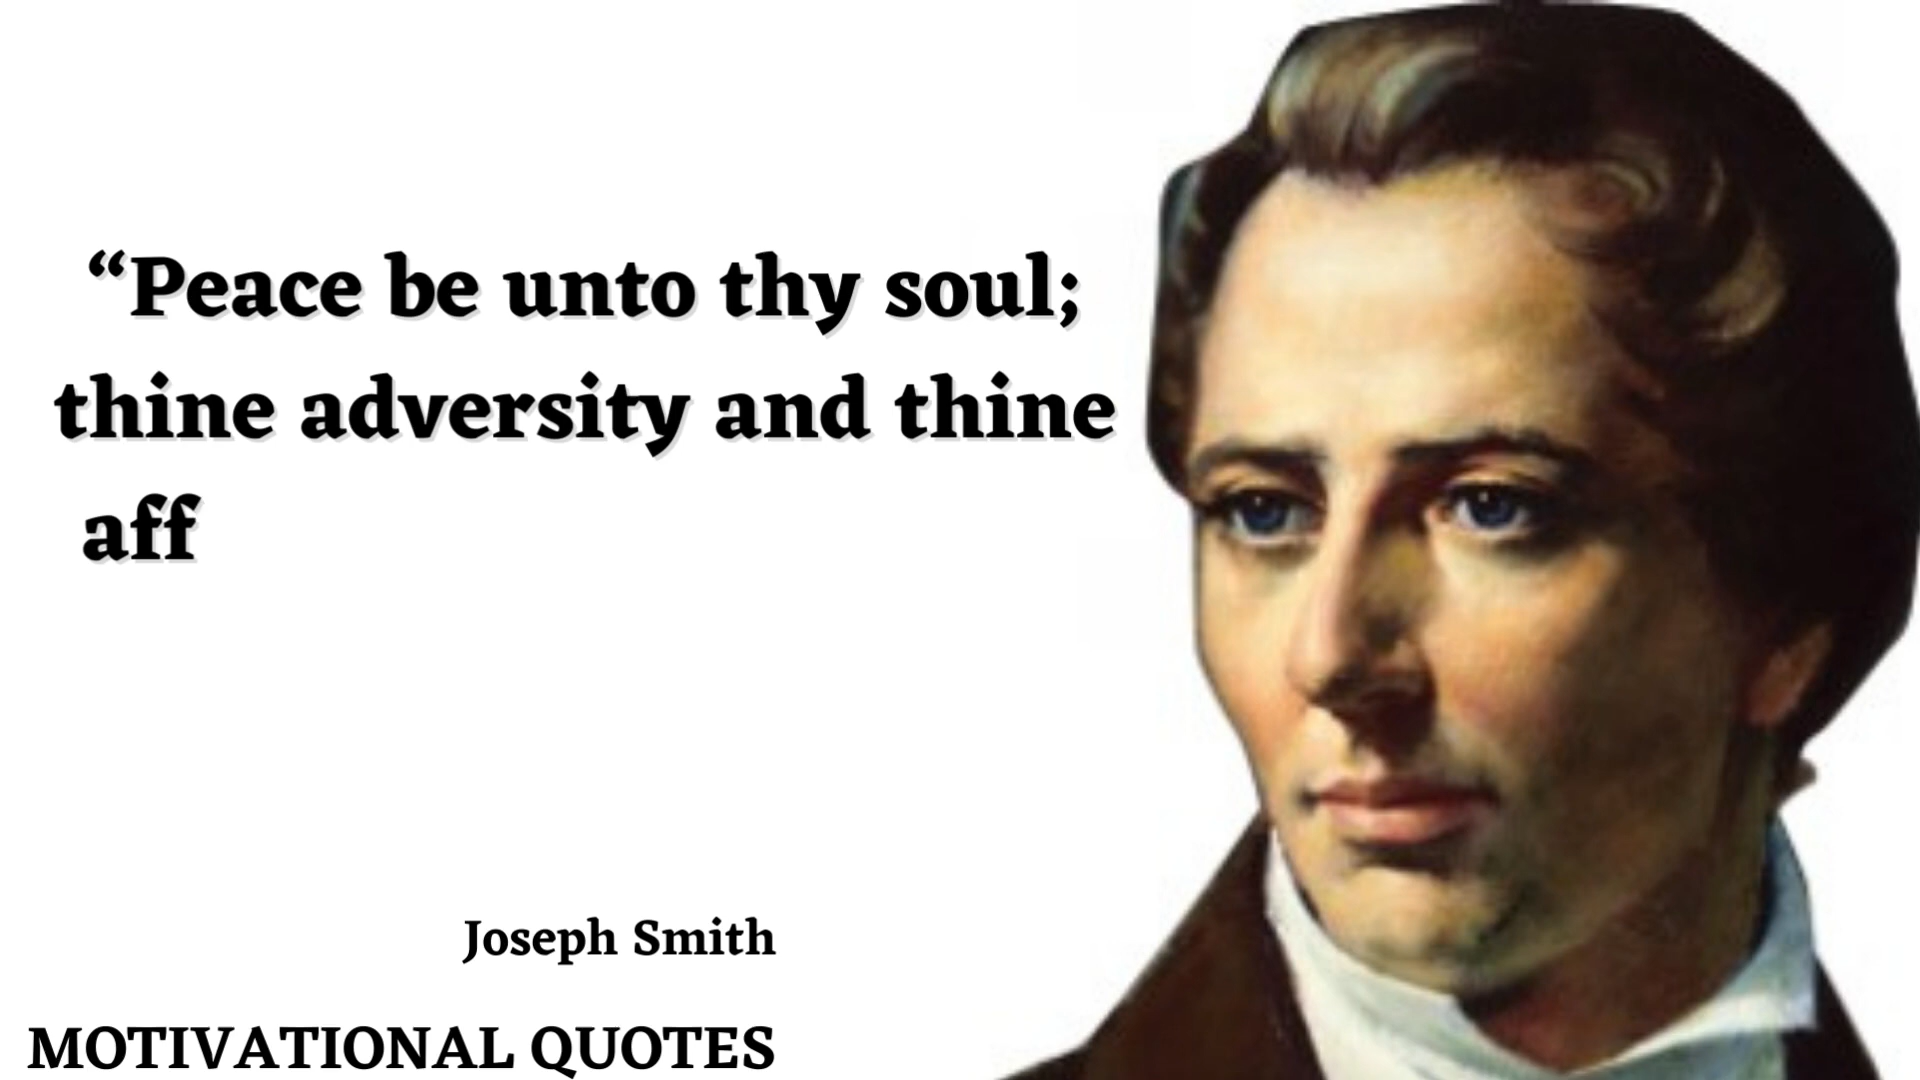 “Peace be unto thy soul;
thine adversity and thine
aff
Joseph Smith
MOTIVATIONAL QUOTES